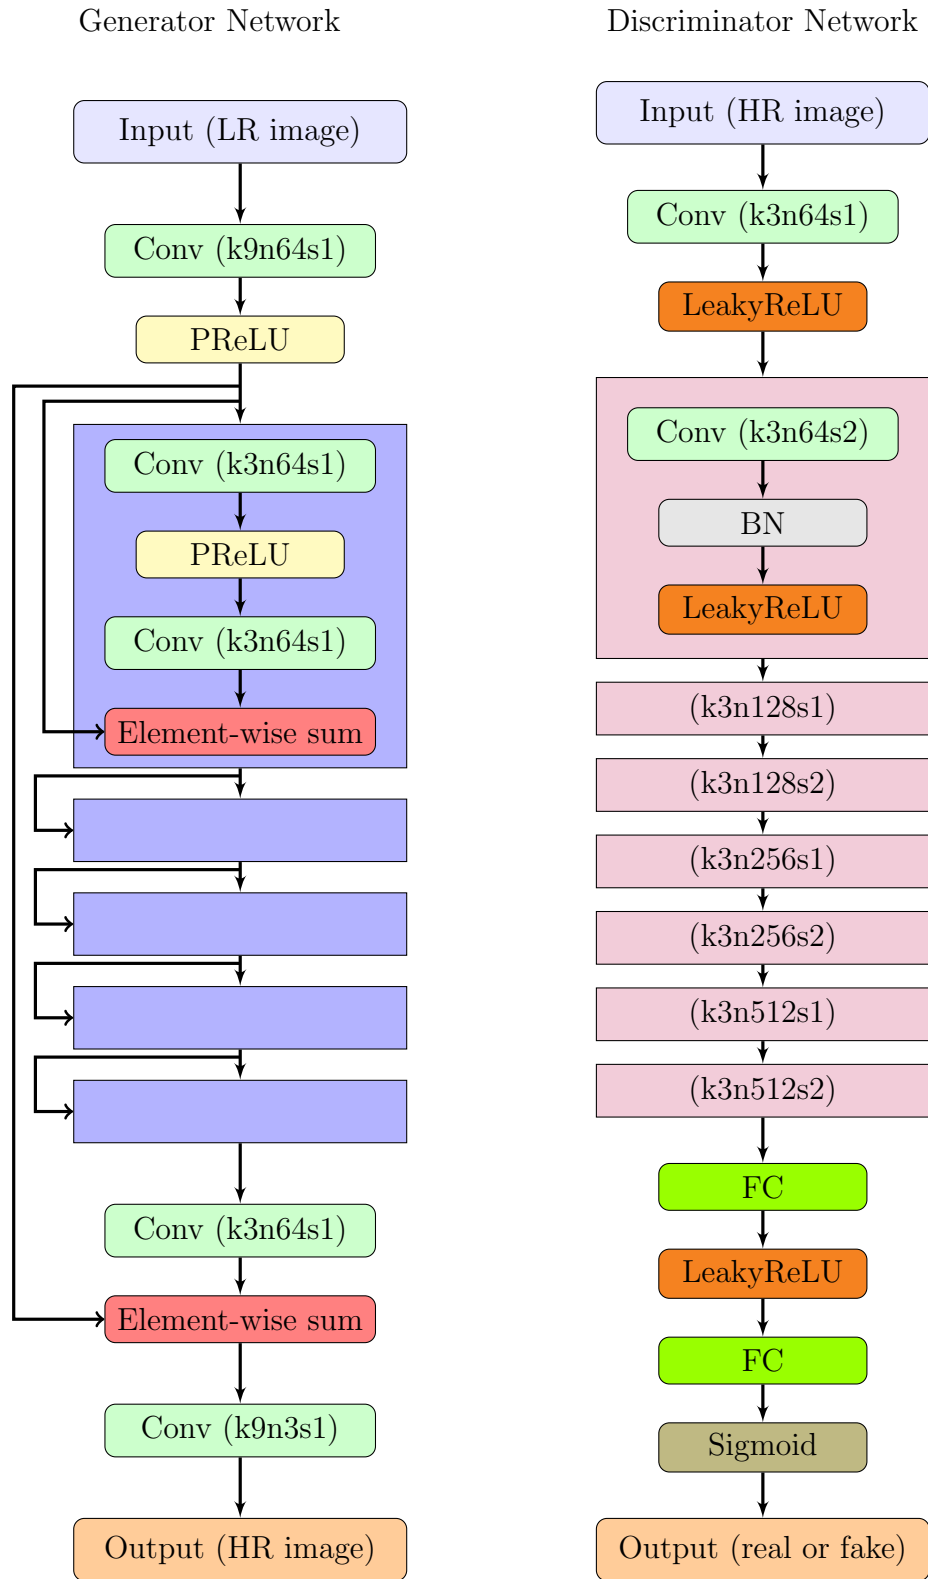 Generator Network
Input (LR image)
Conv (k9n64s1)
PReLU
Conv (k3n64s1)
PReLU
Conv (k3n64s1)
Element-wise sum
Conv (k3n64s1)
Element-wise sum
Conv (k9n3s1)
Output (HR image)
Discriminator Network
Input (HR image)
Conv (k3n64s1)
LeakyReLU
Conv (k3n64s2)
BN
LeakyReLU
(k3n128s1)
(k3n128s2)
(k3n256s1)
(k3n256s2)
(k3n512s1)
(k3n512s2)
FC
LeakyReLU
FC
Sigmoid
Output (real or fake)